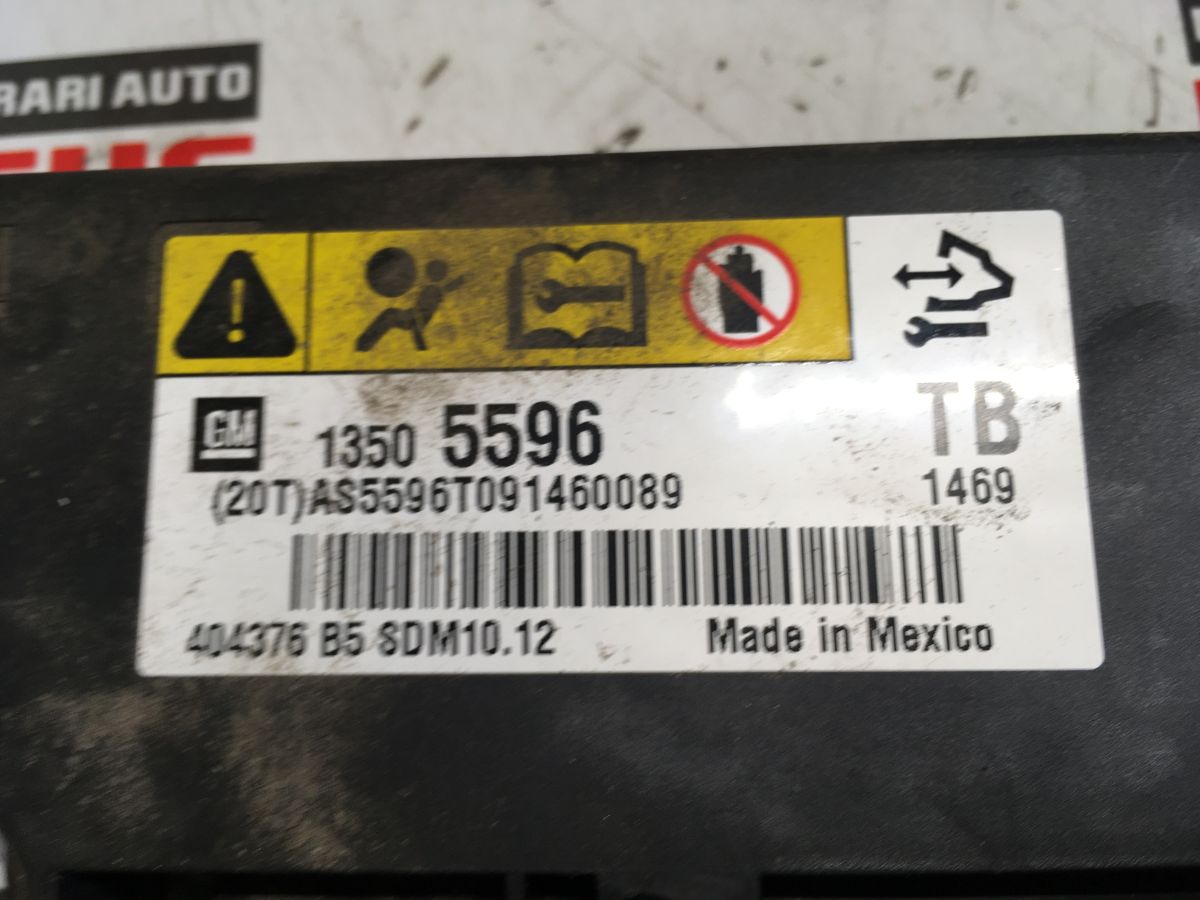 RARI AUTO
GM
1350 5596
TB
(20T)AS5596T091460089
1469
404376 B5 SDM10.12
Made in Mexico